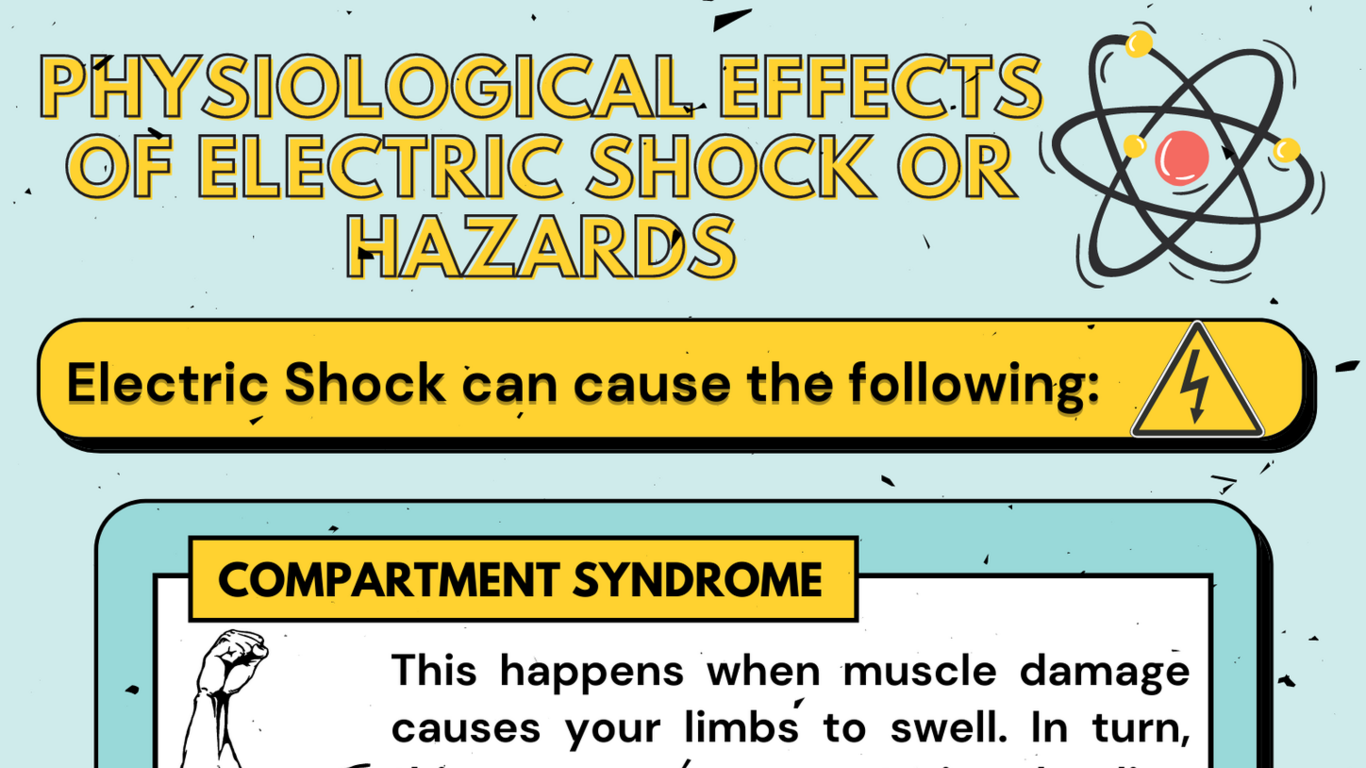 PHYSIOLOGICAL EFFECTS
OF ELECTRIC SHOCK OR
HAZARDS
Electric Shock can cause the following:
COMPARTMENT SYNDROME
This happens when muscle damage
causes your limbs to swell. In turn,